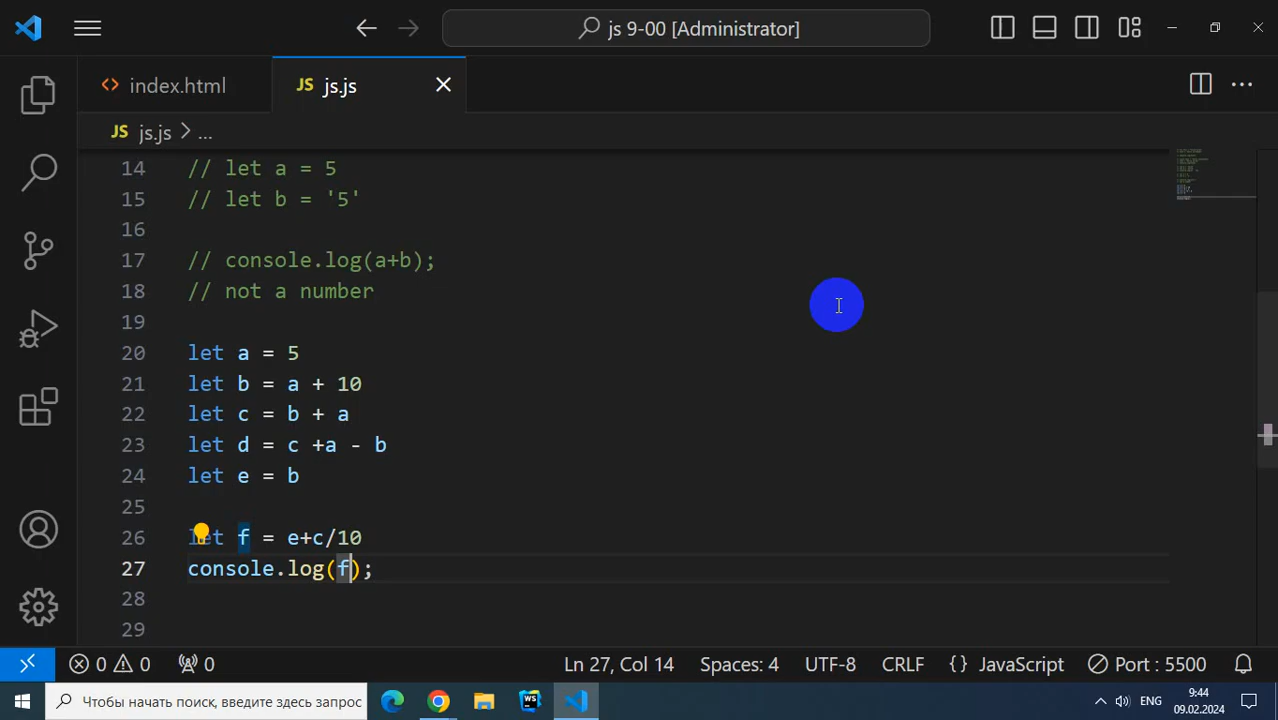 js 9-00 [Administrator]
index.html
JS js.js
JS js.js > ...
14 // let a = 5
15 // let b = '5'
16
17 // console.log(a+b);
18 // not a number
19
20 let a = 5
21 let b = a + 10
22 let c = b + a
23 let d = c +a - b
24 let e = b
25
26 let f = e+c/10
27 console.log(f);
28
29
0 0 0 Ln 27, Col 14 Spaces: 4 UTF-8 CRLF {} JavaScript Port : 5500
Чтобы начать поиск, введите здесь запрос WS ENG 9:44
09.02.2024